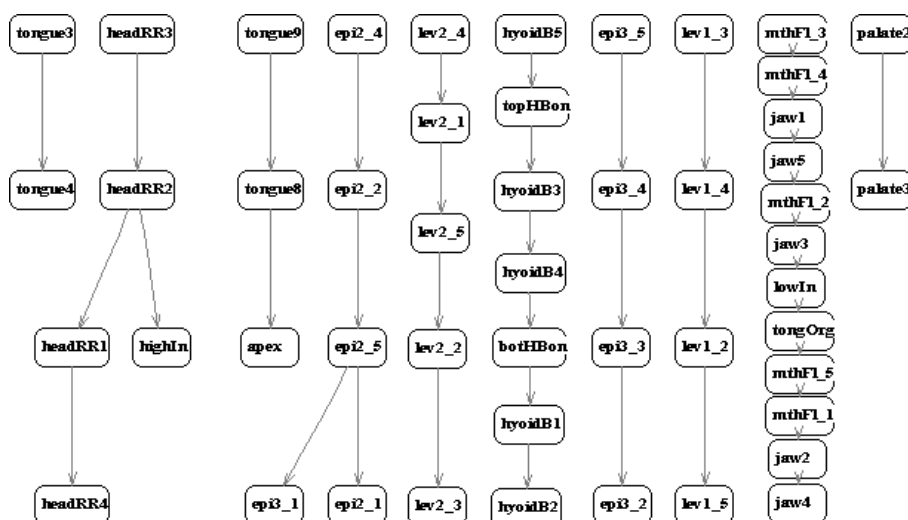 tongue3
headRR3
tongue9
epi2_4
lev2_4
hyoidB5
epi3_5
lev1_3
mthFl_3
palate2
mthFl_4
topHBon
lev2_1
jaw1
jaw5
tongue4
headRR2
tongue8
epi2_2
hyoidB3
epi3_4
lev1_4
mthFl_2
palate3
lev2_5
jaw3
hyoidB4
lowIn
tongOrg
headRR1
highIn
apex
epi2_5
lev2_2
botHBon
epi3_3
lev1_2
mthFl_5
hyoidB1
mthFl_1
jaw2
headRR4
epi3_1
epi2_1
lev2_3
hyoidB2
epi3_2
lev1_5
jaw4